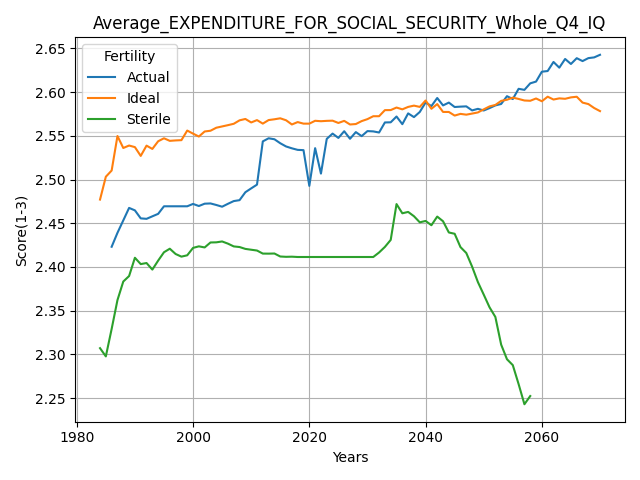 Average_EXPENDITURE_FOR_SOCIAL_SECURITY_Whole_Q4_IQ
Fertility
Actual
Ideal
Sterile
Score(1-3)
2.65
2.60
2.55
2.50
2.45
2.40
2.35
2.30
2.25
1980 2000 2020 2040 2060
Years